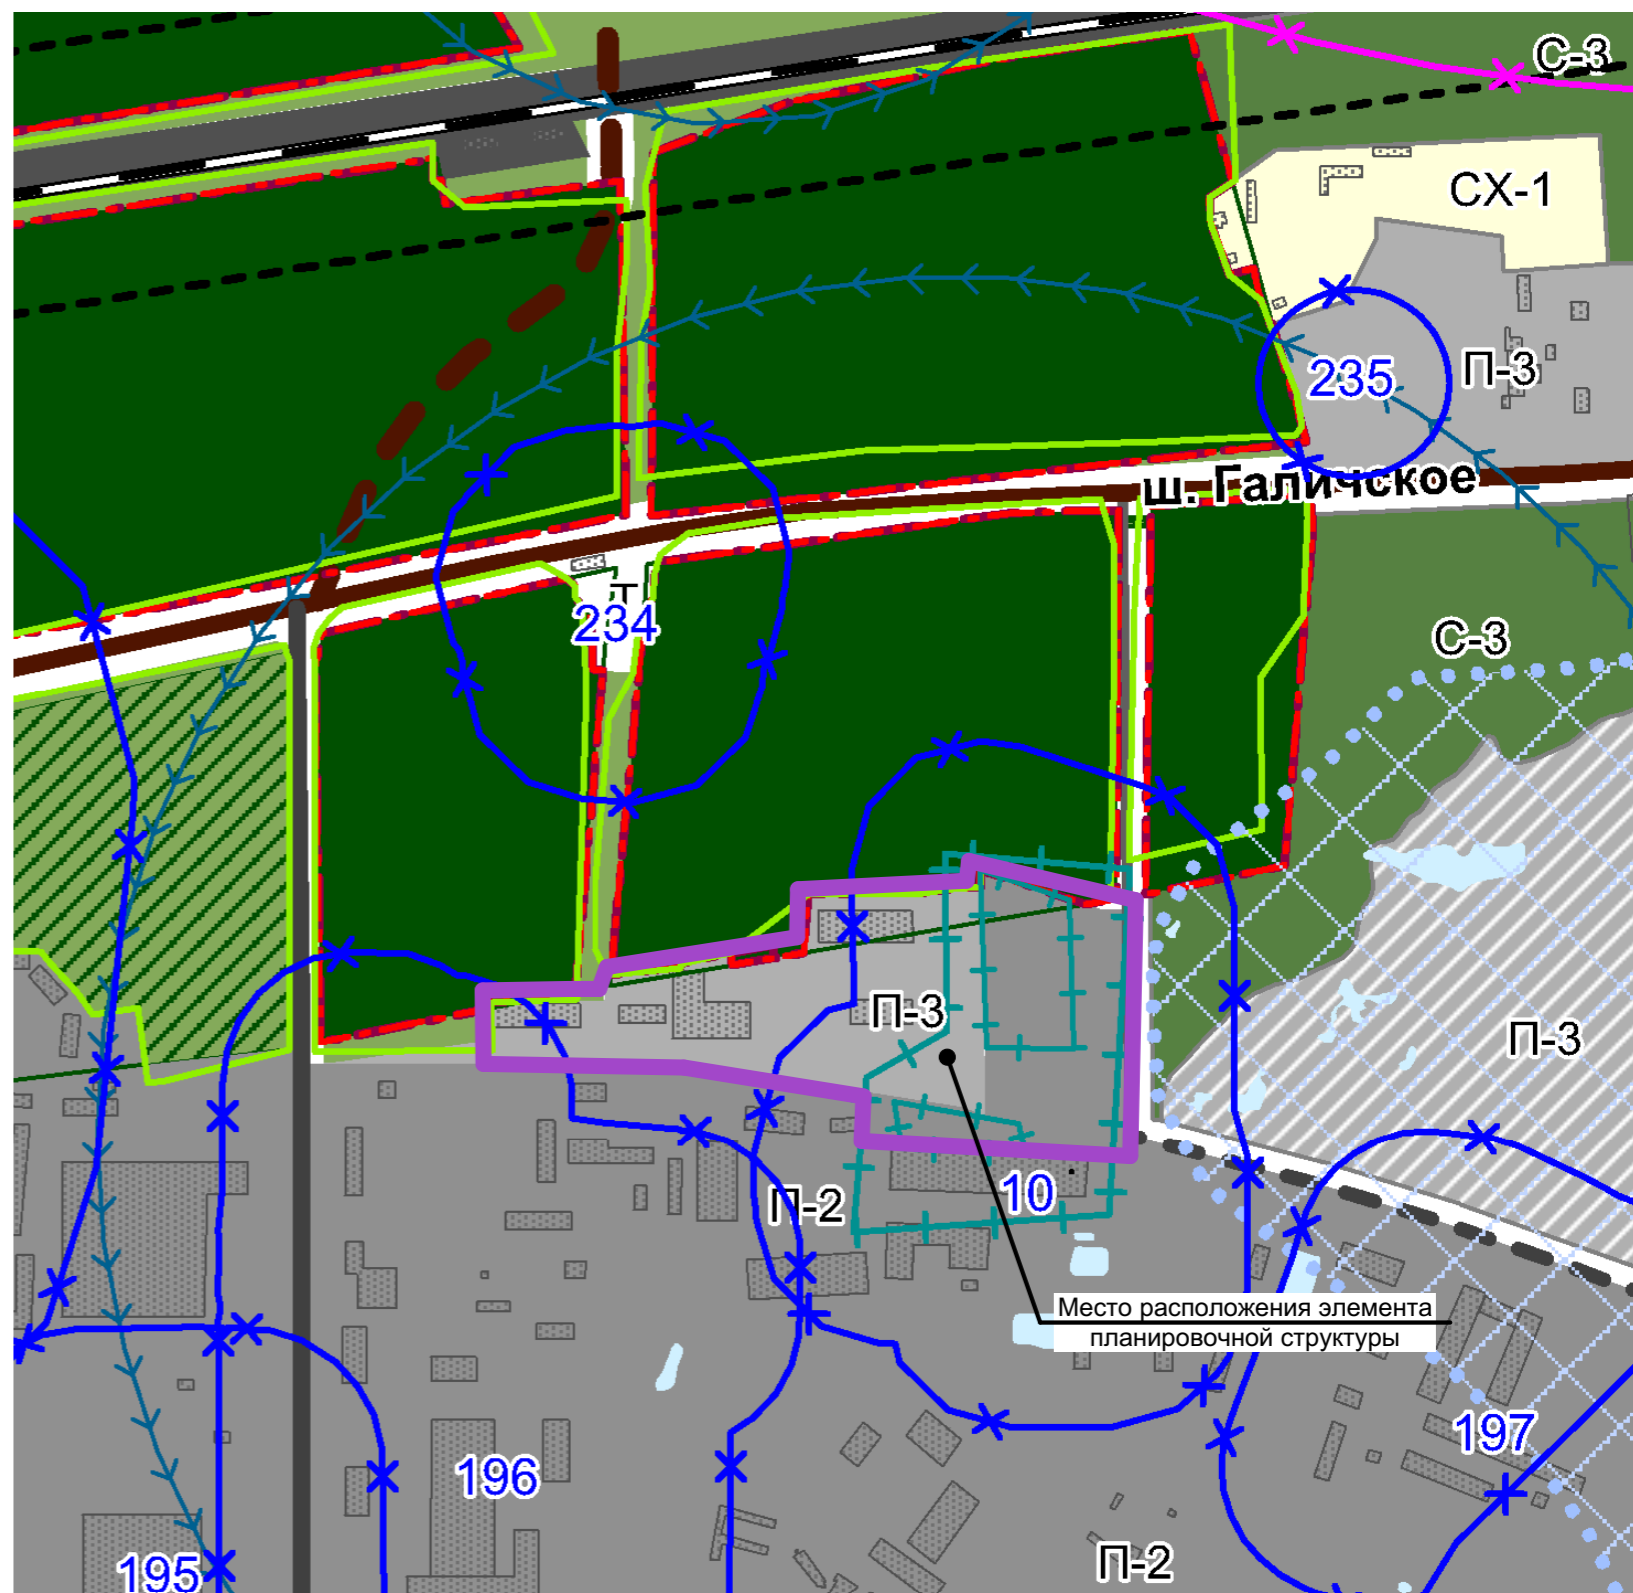 С-3
СХ-1
235
П-3
ш. Галичское
Т
234
С-3
П-3
П-3
П-2
10
Место расположения элемента
планировочной структуры
197
196
П-2
195